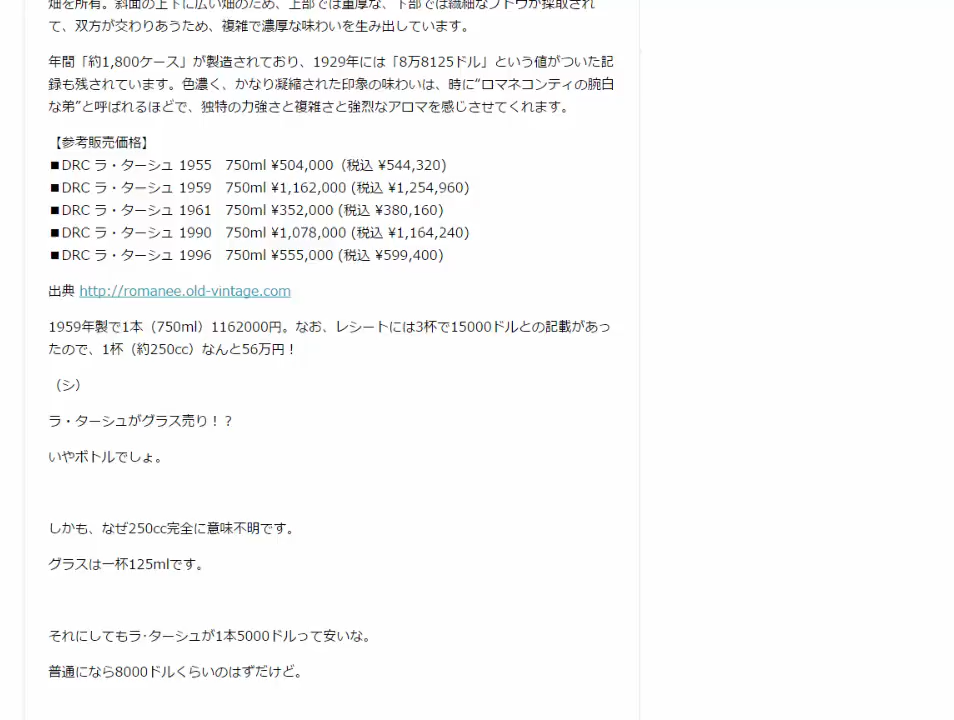 畑を所有。斜面の上下に広い畑のため、上部では重厚な、下部では繊細なブドウが採取され
て、双方が交わりあうため、複雑で濃厚な味わいを生み出しています。
年間「約1,800ケース」が製造されており、1929年には「8万8125ドル」という値がついた記
録も残されています。色濃く、かなり凝縮された印象の味わいは、時に”ロマネコンティの腕白
な弟”と呼ばれるほどで、独特の力強さと複雑さと強烈なアロマを感じさせてくれます。
【参考販売価格】
■DRC ラ・ターシュ 1955　750ml ¥504,000（税込 ¥544,320)
■DRC ラ・ターシュ 1959　750ml ¥1,162,000 (税込 ¥1,254,960)
■DRC ラ・ターシュ 1961　750ml ¥352,000 (税込 ¥380,160)
■DRC ラ・ターシュ 1990　750ml ¥1,078,000 (税込 ¥1,164,240)
■DRC ラ・ターシュ 1996　750ml ¥555,000 (税込 ¥599,400)
出典 http://romanee.old-vintage.com
1959年製で1本（750ml）1162000円。なお、レシートには3杯で15000ドルとの記載があっ
たので、1杯（約250cc）なんと56万円！
（シ）
ラ・ターシュがグラス売り！？
いやボトルでしょ。
しかも、なぜ250cc完全に意味不明です。
グラスは一杯125mlです。
それにしてもラ･ターシュが1本5000ドルって安いな。
普通になら8000ドルくらいのはずだけど。